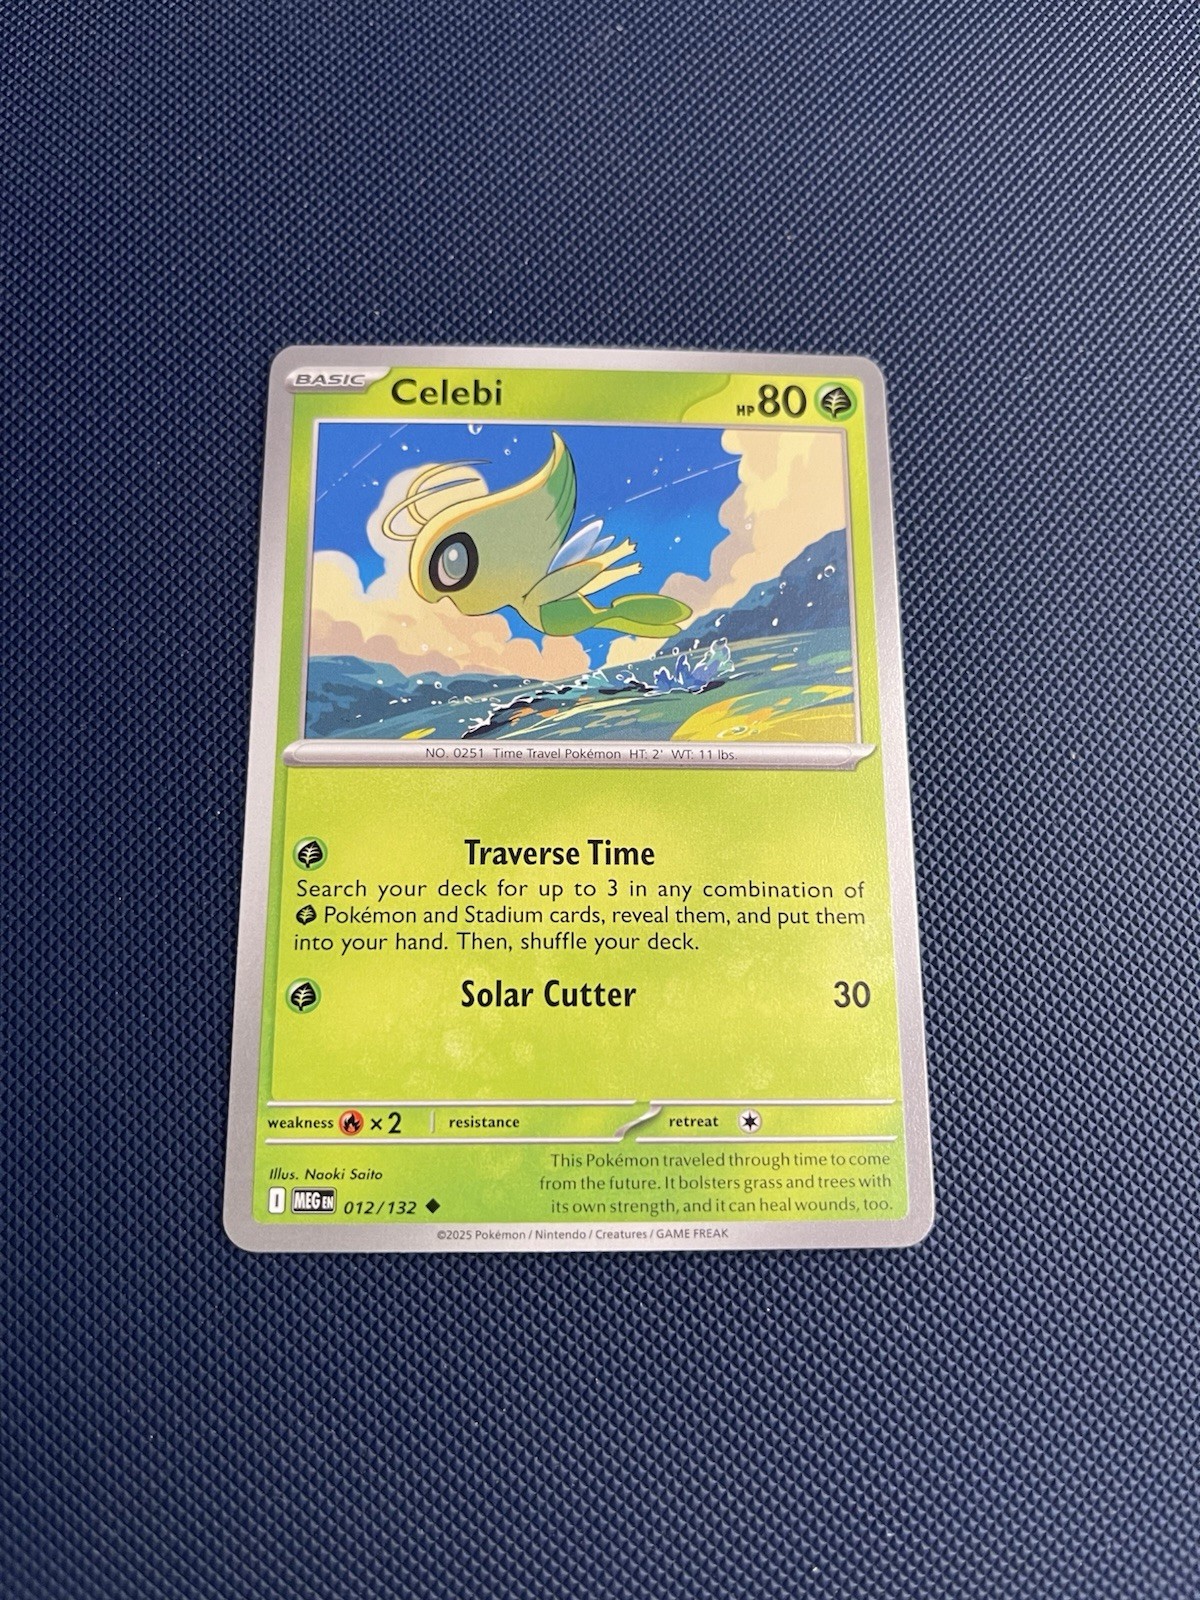 BASIC Celebi HP 80
NO. 0251 Time Travel Pokémon HT: 2' WT: 11 lbs.
Traverse Time
Search your deck for up to 3 in any combination of
Pokémon and Stadium cards, reveal them, and put them
into your hand. Then, shuffle your deck.
Solar Cutter 30
weakness ×2 resistance retreat
Illus. Naoki Saito
I MEG EN 012/132
This Pokémon traveled through time to come
from the future. It bolsters grass and trees with
its own strength, and it can heal wounds, too.
©2025 Pokémon / Nintendo / Creatures / GAME FREAK